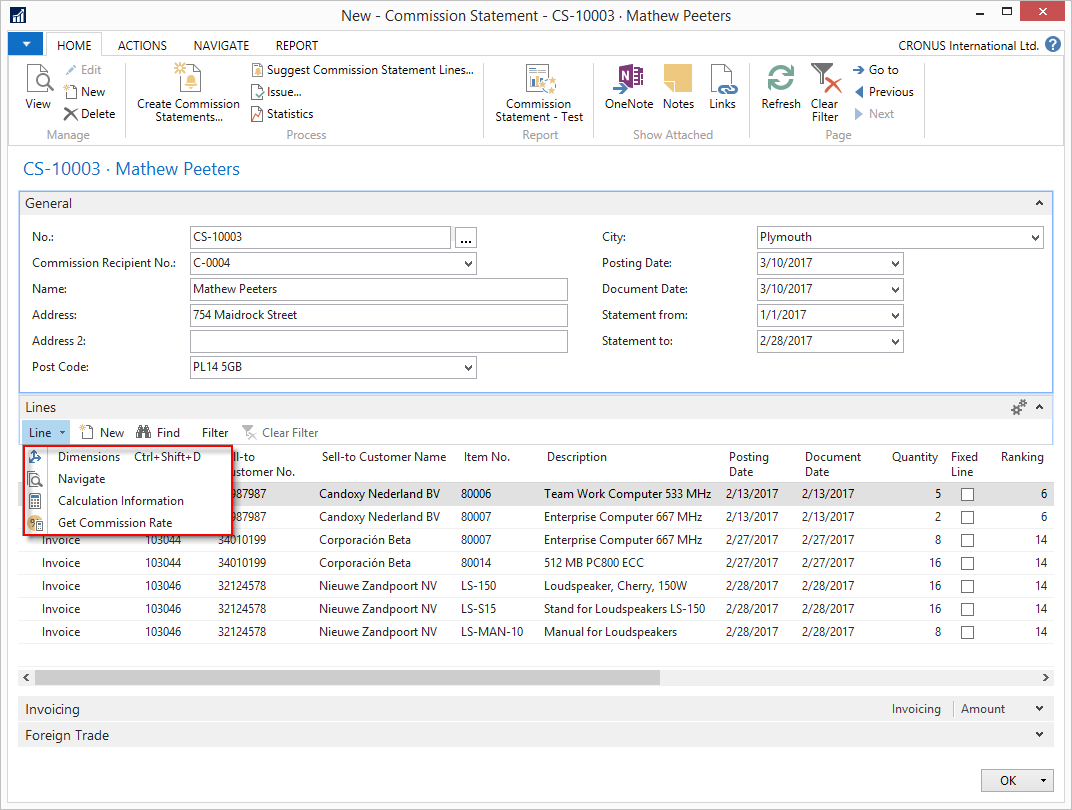 New - Commission Statement - CS-10003 · Mathew Peeters
HOME ACTIONS NAVIGATE REPORT CRONUS International Ltd. ?
View
Edit
New
Delete
Manage
Create Commission Statements...
Suggest Commission Statement Lines...
Issue...
Statistics
Process
Commission Statement - Test
Report
OneNote Notes Links
Show Attached
Refresh Clear Filter
Go to
Previous
Next
Page
CS-10003 · Mathew Peeters
General
No.: CS-10003 ...
Commission Recipient No.: C-0004
Name: Mathew Peeters
Address: 754 Maidrock Street
Address 2:
Post Code: PL14 5GB
City: Plymouth
Posting Date: 3/10/2017
Document Date: 3/10/2017
Statement from: 1/1/2017
Statement to: 2/28/2017
Lines
Line New Find Filter Clear Filter
Dimensions Ctrl+Shift+D
Navigate
Calculation Information
Get Commission Rate
Sell-to Customer Name Item No. Description Posting Date Document Date Quantity Fixed Line Ranking
987987 Candoxy Nederland BV 80006 Team Work Computer 533 MHz 2/13/2017 2/13/2017 5 6
987987 Candoxy Nederland BV 80007 Enterprise Computer 667 MHz 2/13/2017 2/13/2017 2 6
Invoice 103044 34010199 Corporación Beta 80007 Enterprise Computer 667 MHz 2/27/2017 2/27/2017 8 14
Invoice 103044 34010199 Corporación Beta 80014 512 MB PC800 ECC 2/27/2017 2/27/2017 16 14
Invoice 103046 32124578 Nieuwe Zandpoort NV LS-150 Loudspeaker, Cherry, 150W 2/28/2017 2/28/2017 16 14
Invoice 103046 32124578 Nieuwe Zandpoort NV LS-S15 Stand for Loudspeakers LS-150 2/28/2017 2/28/2017 16 14
Invoice 103046 32124578 Nieuwe Zandpoort NV LS-MAN-10 Manual for Loudspeakers 2/28/2017 2/28/2017 8 14
Invoicing Invoicing Amount
Foreign Trade
OK